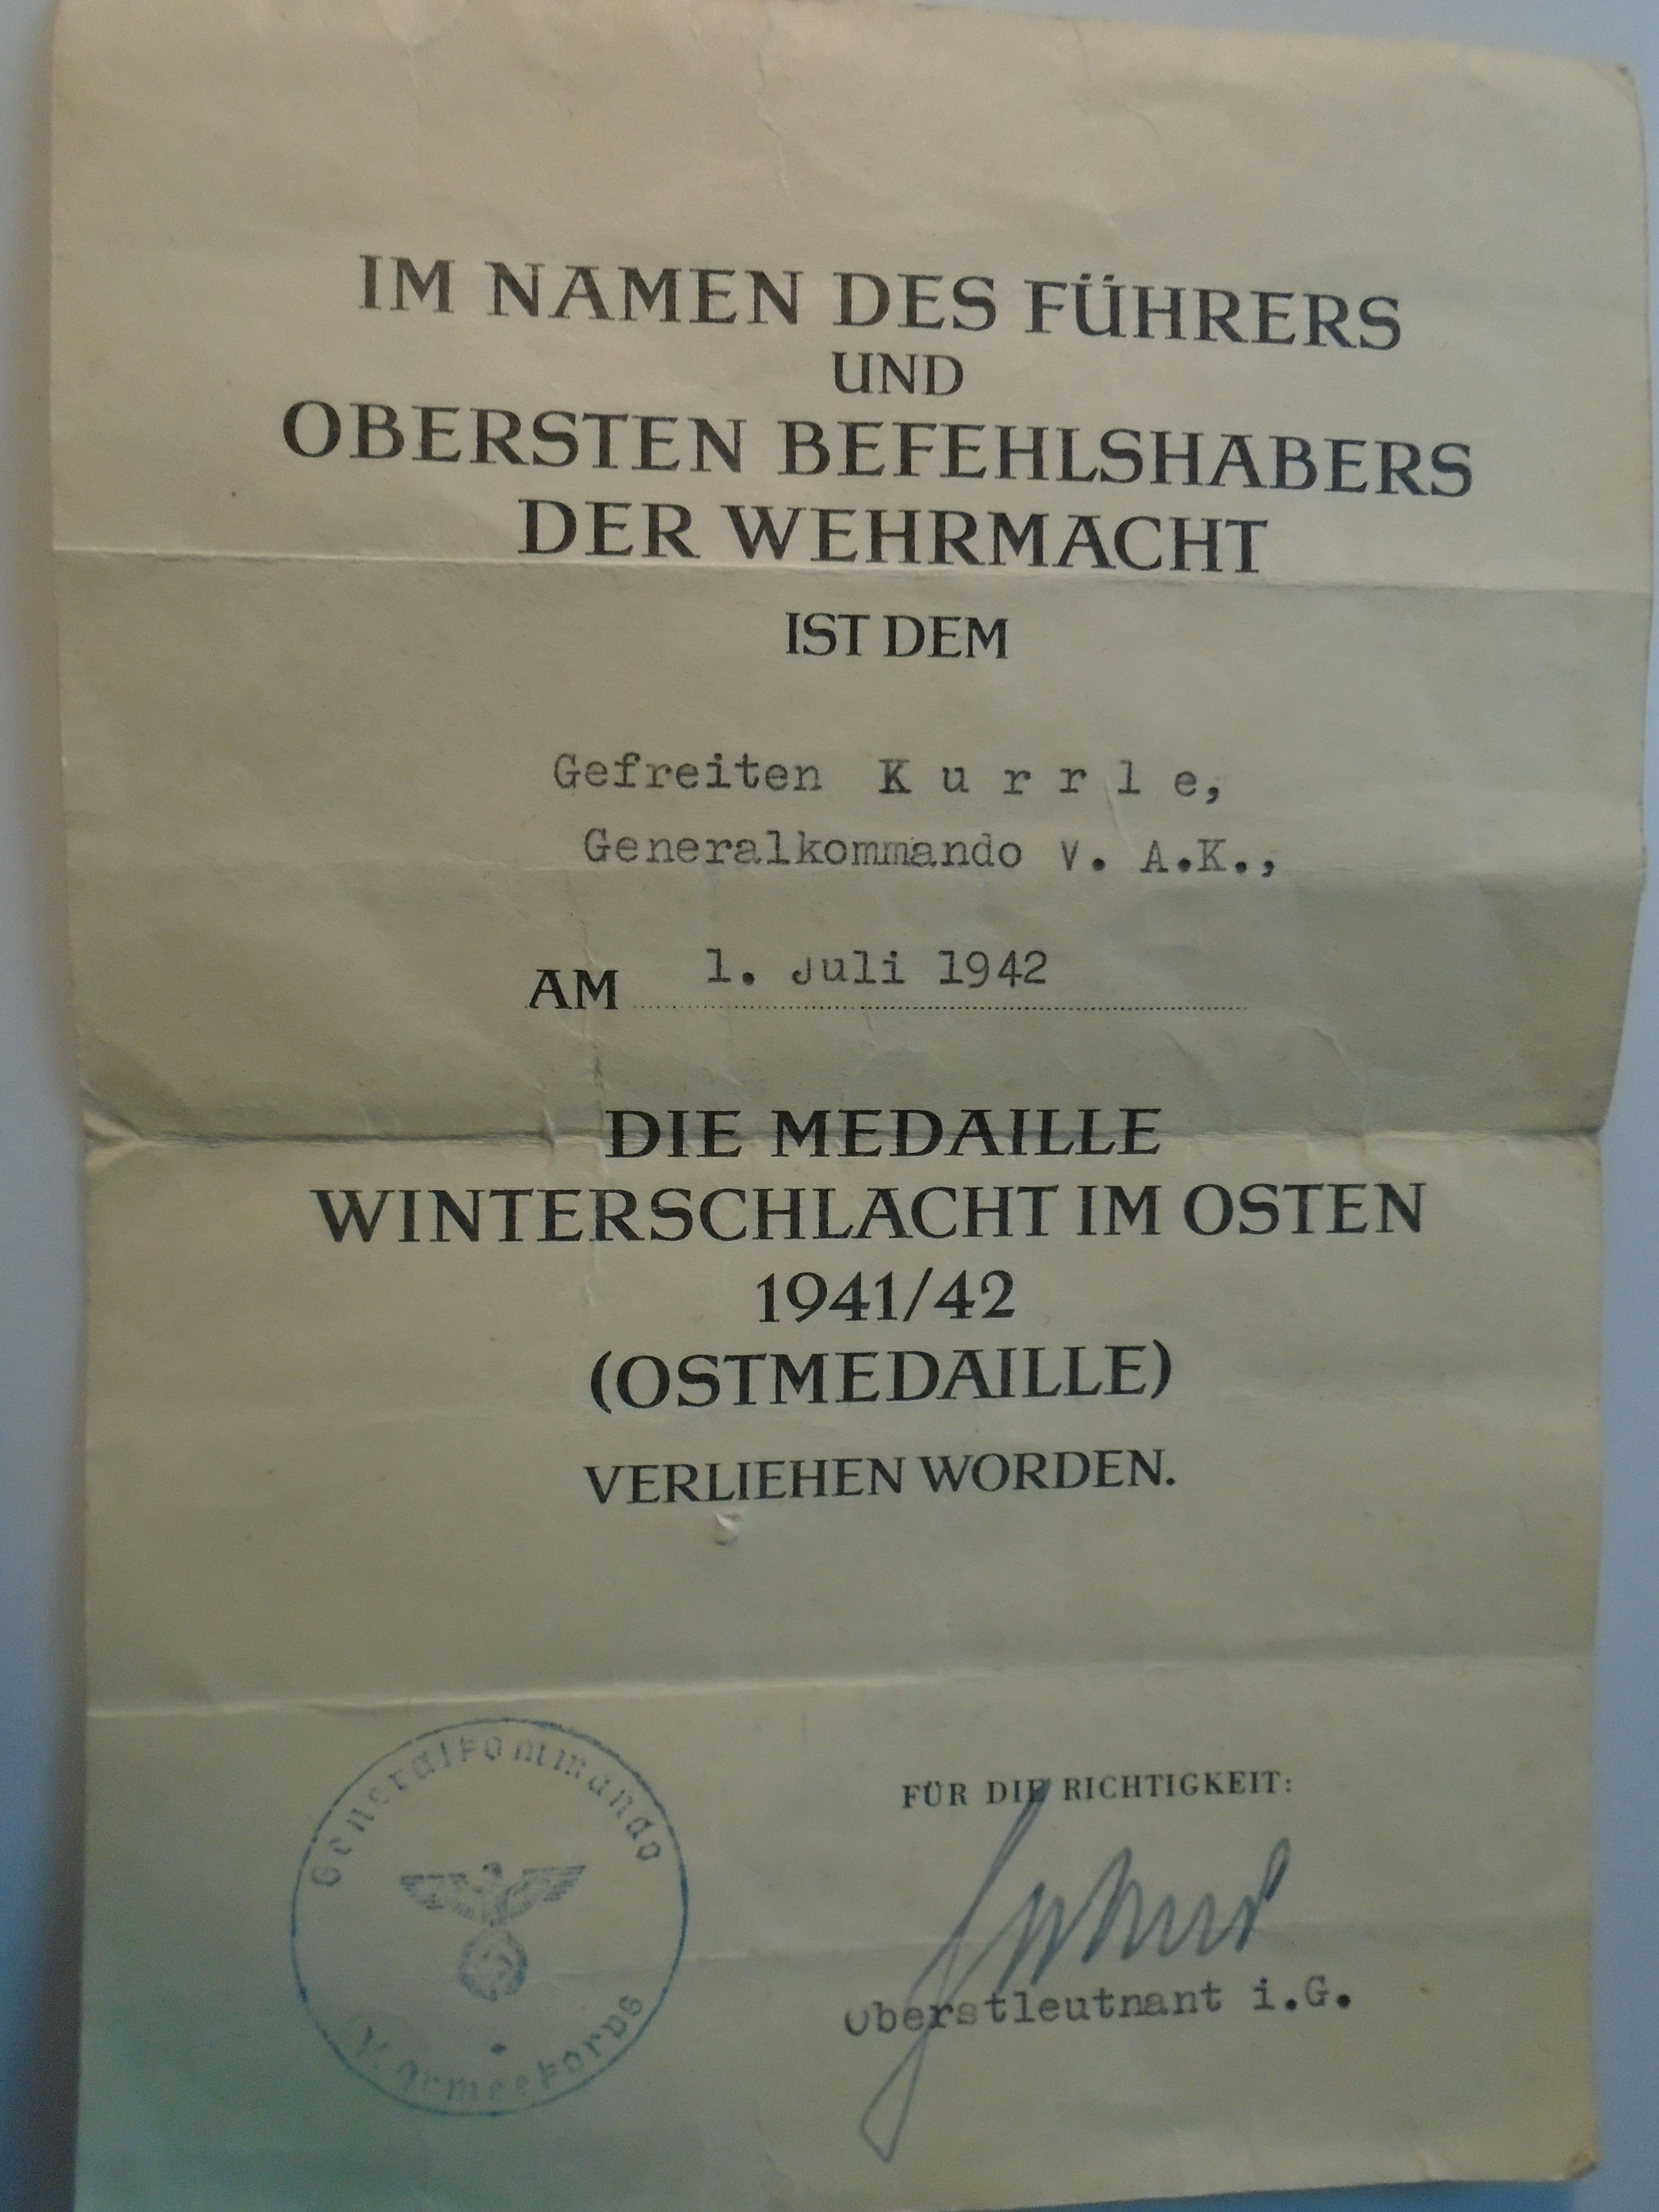 IM NAMEN DES FÜHRERS
UND
OBERSTEN BEFEHLSHABERS
DER WEHRMACHT
IST DEM
Gefreiten K u r r l e,
Generalkommando V. A.K.,
AM 1. Juli 1942
DIE MEDAILLE
WINTERSCHLACHT IM OSTEN
1941/42
(OSTMEDAILLE)
VERLIEHEN WORDEN.
Generalkommando
V. Armeekorps
FÜR DIE RICHTIGKEIT:
Oberstleutnant i.G.